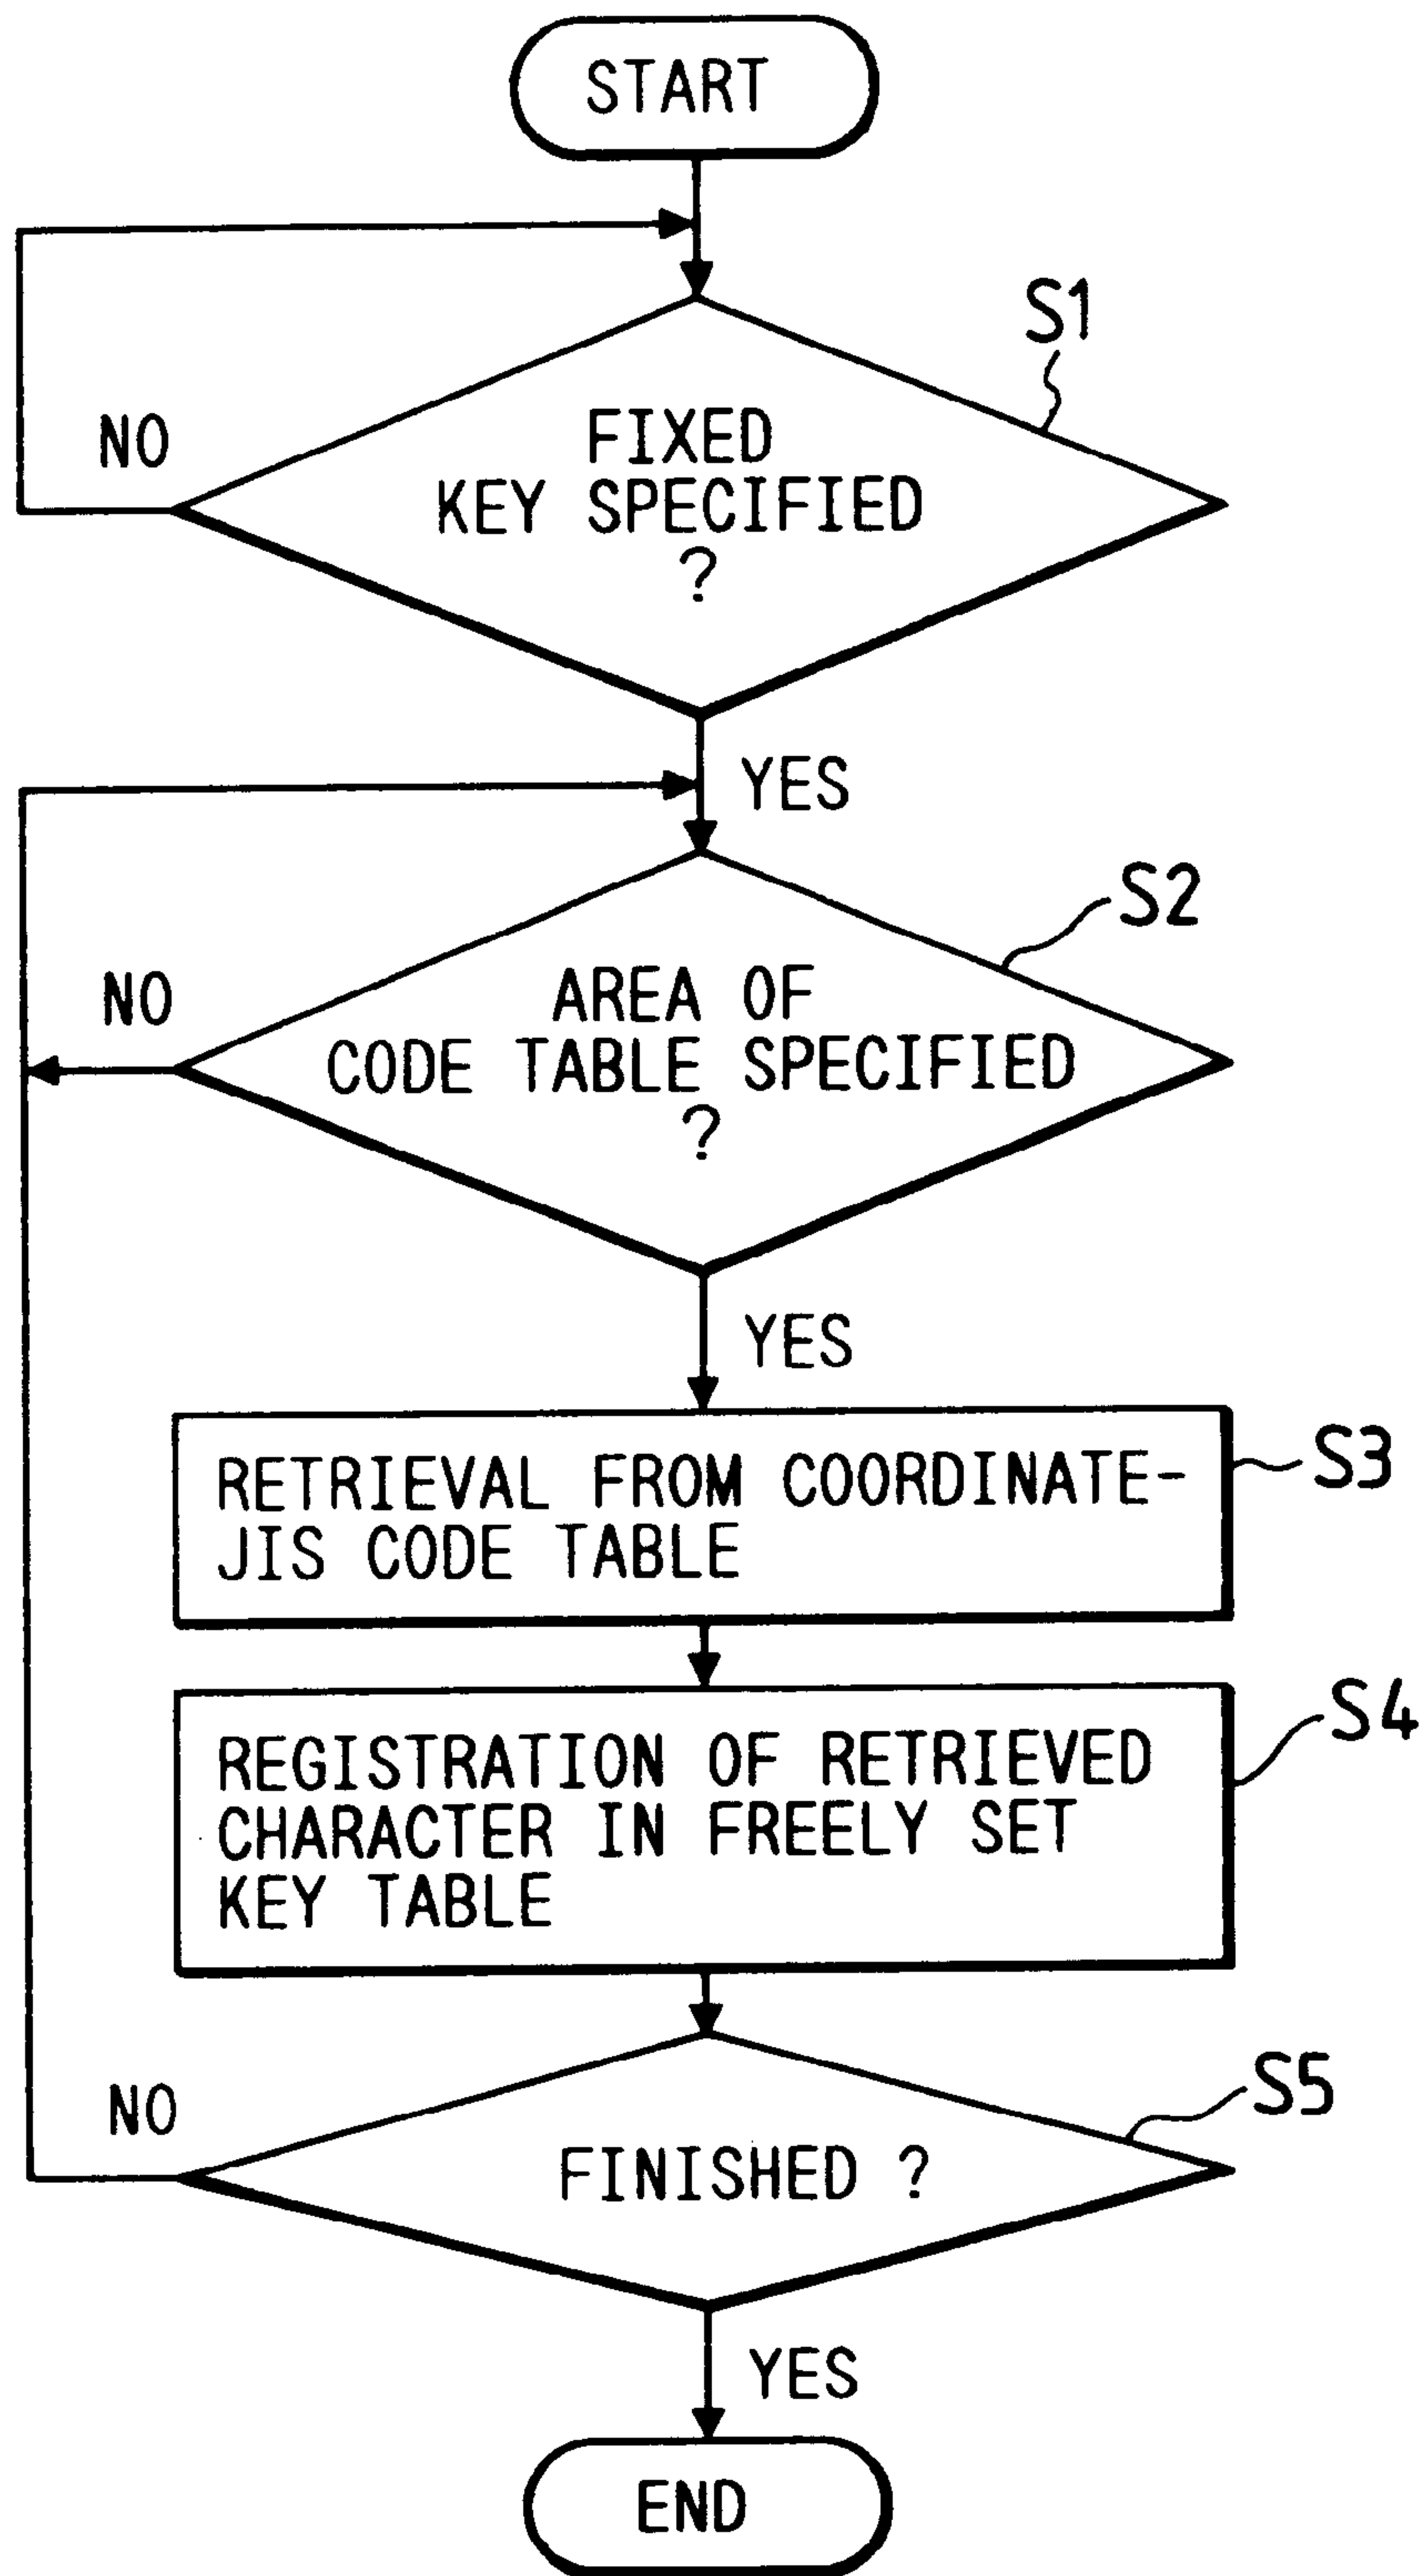 START
S1
NO
FIXED
KEY SPECIFIED
?
YES
S2
NO
AREA OF
CODE TABLE SPECIFIED
?
YES
RETRIEVAL FROM COORDINATE-
JIS CODE TABLE
S3
REGISTRATION OF RETRIEVED
CHARACTER IN FREELY SET
KEY TABLE
S4
NO
S5
FINISHED ?
YES
END